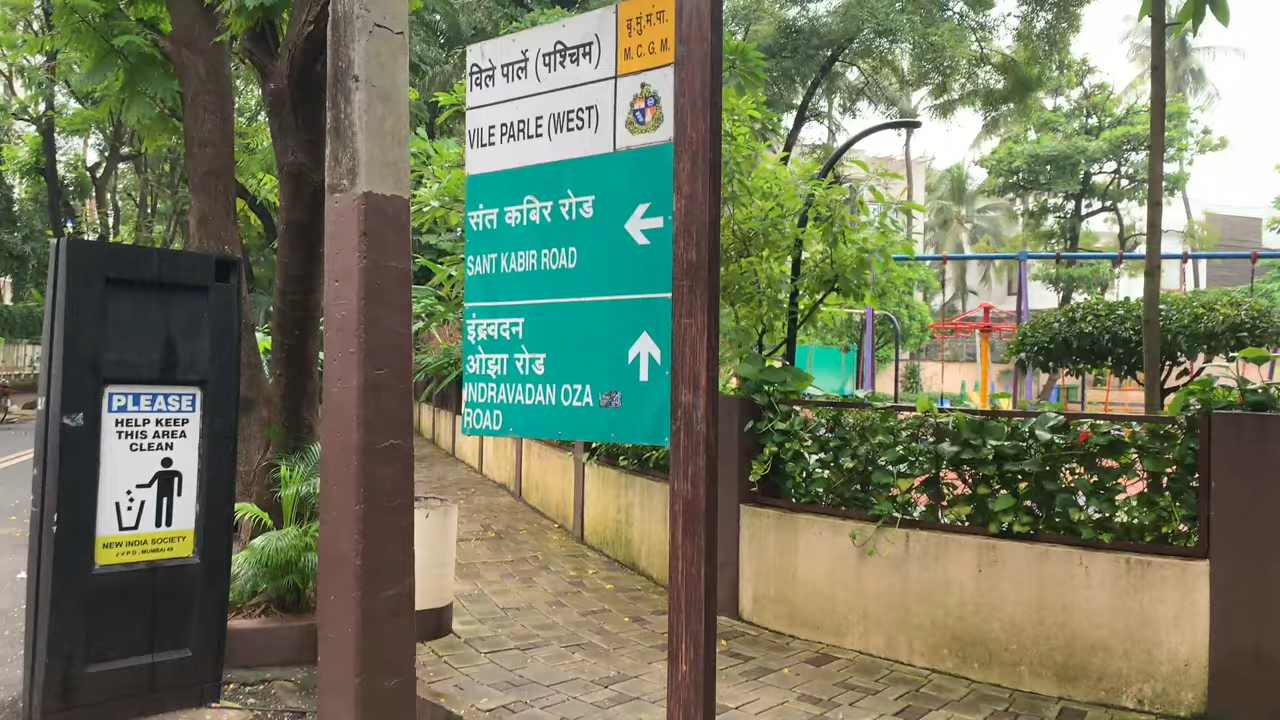 विले पार्ले (पश्चिम)
बृ.मुं.म.पा.
M. C. G. M.
VILE PARLE (WEST)
संत कबिर रोड
SANT KABIR ROAD
इंद्रवदन
ओझा रोड
INDRAVADAN OZA
ROAD
PLEASE
HELP KEEP
THIS AREA
CLEAN
NEW INDIA SOCIETY
J V P D , MUMBAI 49